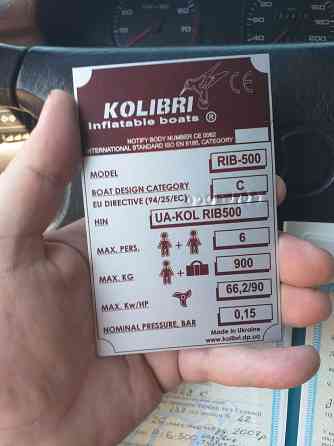 KOLIBRI
Inflatable boats ®
CE
NOTIFY BODY NUMBER CE 0062
INTERNATIONAL STANDARD ISO EN 6185, CATEGORY
MODEL RIB-500
BOAT DESIGN CATEGORY C
EU DIRECTIVE (94/25/EC)
HIN UA-KOL RIB500
MAX. PERS. + 6
MAX. KG + 900
MAX. Kw/HP 66,2/90
NOMINAL PRESSURE, BAR 0,15
Made in Ukraine
www.kolibri.dp.ua